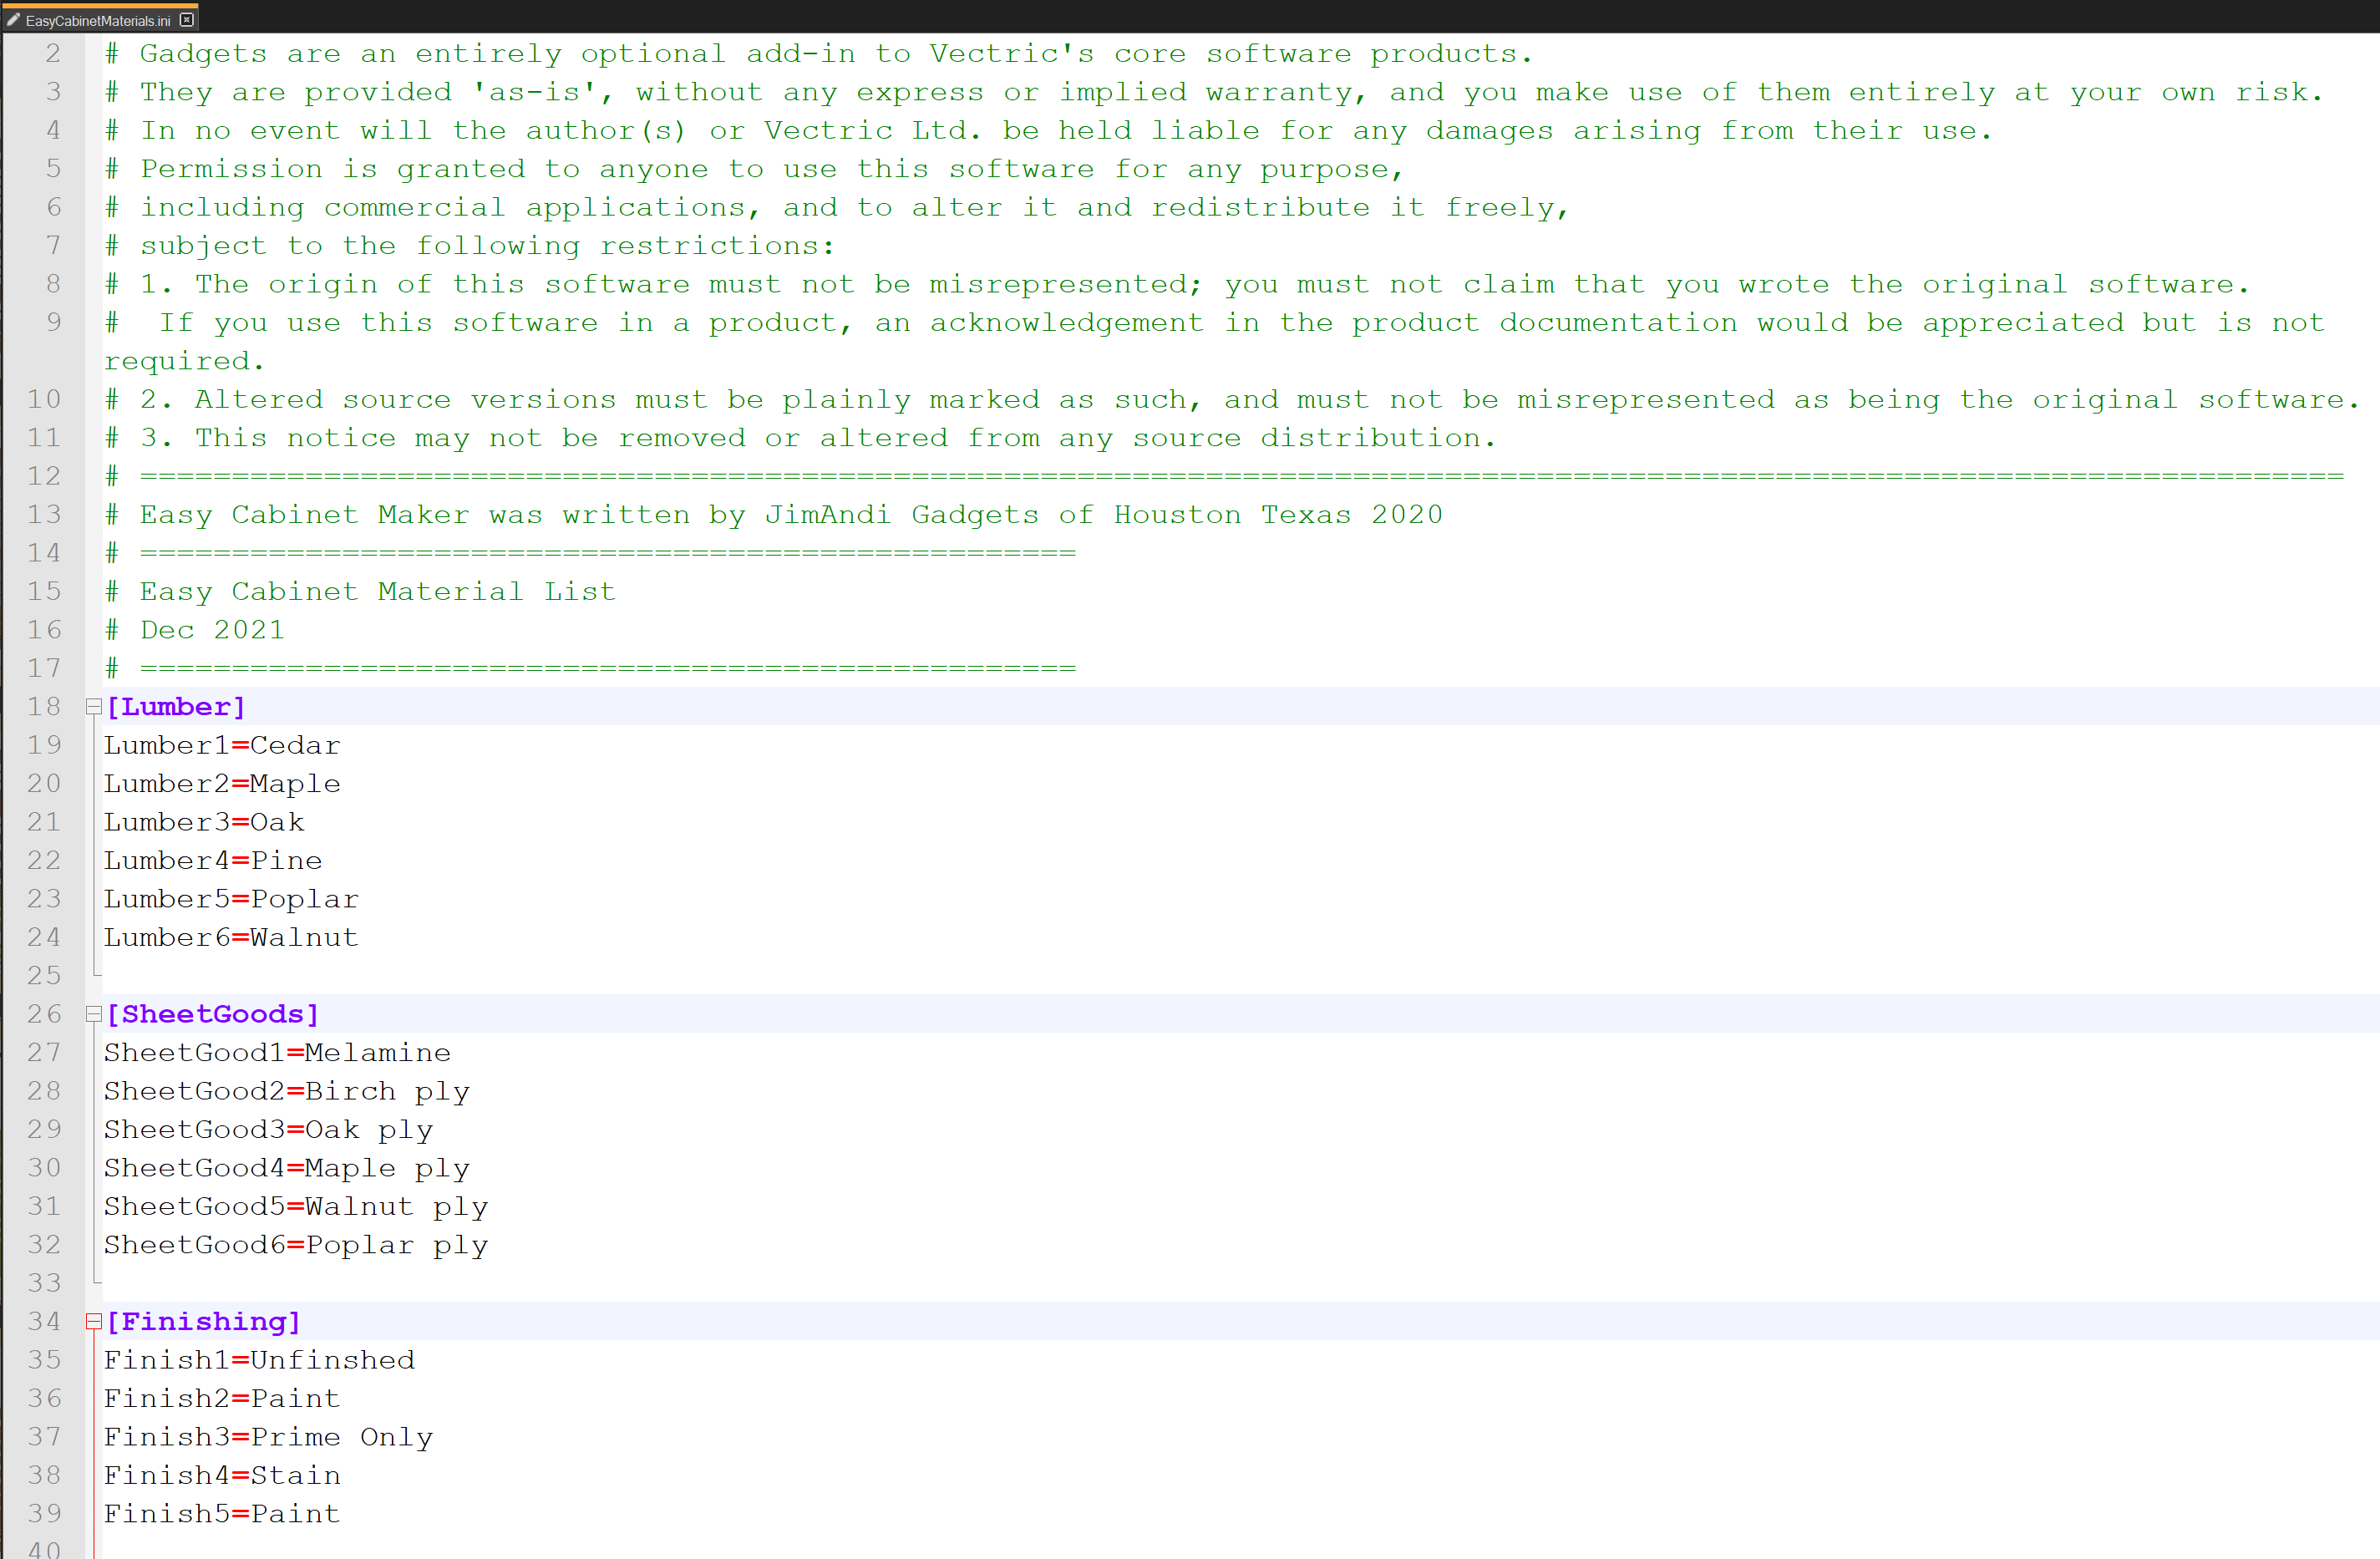 EasyCabinetMaterials.ini
2 # Gadgets are an entirely optional add-in to Vectric's core software products.
3 # They are provided 'as-is', without any express or implied warranty, and you make use of them entirely at your own risk.
4 # In no event will the author(s) or Vectric Ltd. be held liable for any damages arising from their use.
5 # Permission is granted to anyone to use this software for any purpose,
6 # including commercial applications, and to alter it and redistribute it freely,
7 # subject to the following restrictions:
8 # 1. The origin of this software must not be misrepresented; you must not claim that you wrote the original software.
9 #  If you use this software in a product, an acknowledgement in the product documentation would be appreciated but is not
required.
10 # 2. Altered source versions must be plainly marked as such, and must not be misrepresented as being the original software.
11 # 3. This notice may not be removed or altered from any source distribution.
12 # ========================================================================================================================
13 # Easy Cabinet Maker was written by JimAndi Gadgets of Houston Texas 2020
14 # ===================================================
15 # Easy Cabinet Material List
16 # Dec 2021
17 # ===================================================
18 [Lumber]
19 Lumber1=Cedar
20 Lumber2=Maple
21 Lumber3=Oak
22 Lumber4=Pine
23 Lumber5=Poplar
24 Lumber6=Walnut
25
26 [SheetGoods]
27 SheetGood1=Melamine
28 SheetGood2=Birch ply
29 SheetGood3=Oak ply
30 SheetGood4=Maple ply
31 SheetGood5=Walnut ply
32 SheetGood6=Poplar ply
33
34 [Finishing]
35 Finish1=Unfinshed
36 Finish2=Paint
37 Finish3=Prime Only
38 Finish4=Stain
39 Finish5=Paint
40